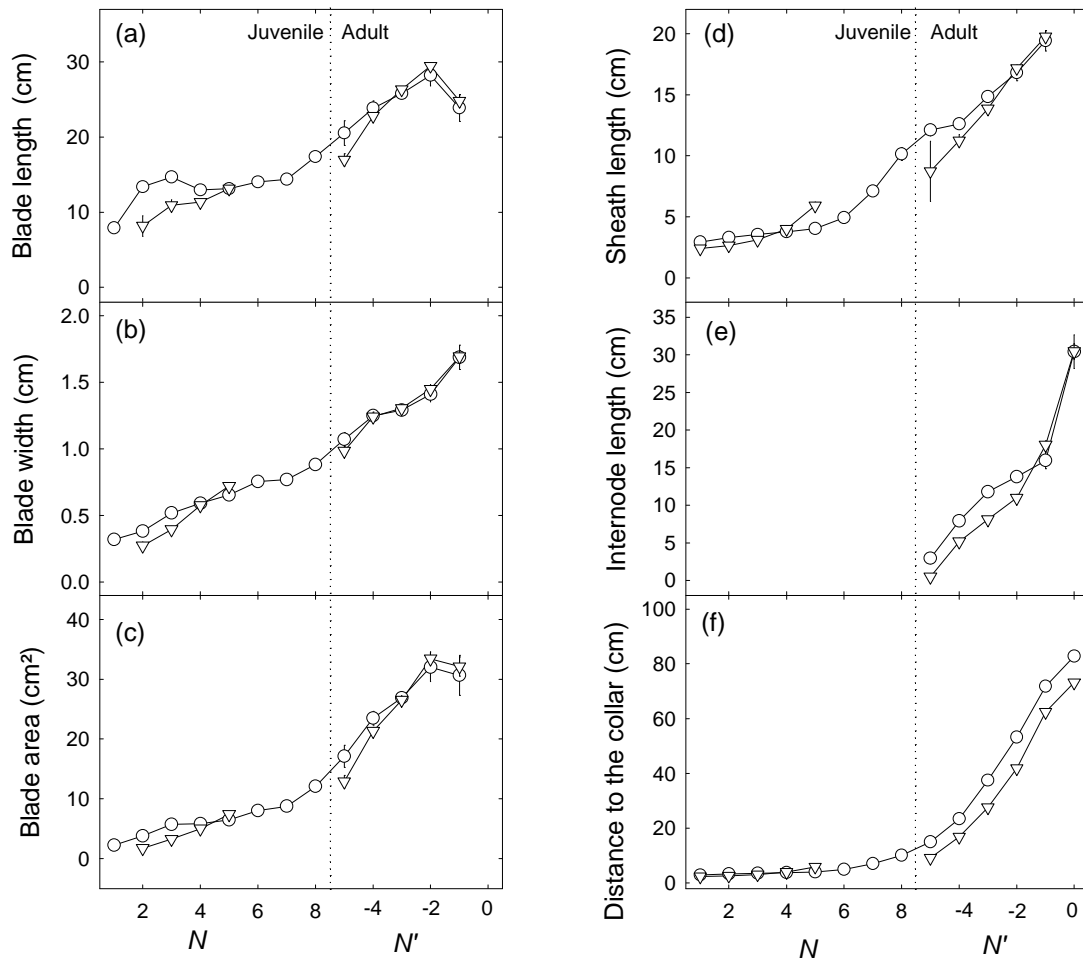 (a)
Juvenile
Adult
Blade length (cm)
30
20
10
0
(b)
Blade width (cm)
2.0
1.5
1.0
0.5
0.0
(c)
Blade area (cm²)
40
30
20
10
0
2 4 6 8 -4 -2 0
N N'
(d)
Juvenile
Adult
Sheath length (cm)
20
15
10
5
0
(e)
Internode length (cm)
35
30
25
20
15
10
5
0
(f)
Distance to the collar (cm)
100
80
60
40
20
0
2 4 6 8 -4 -2 0
N N'